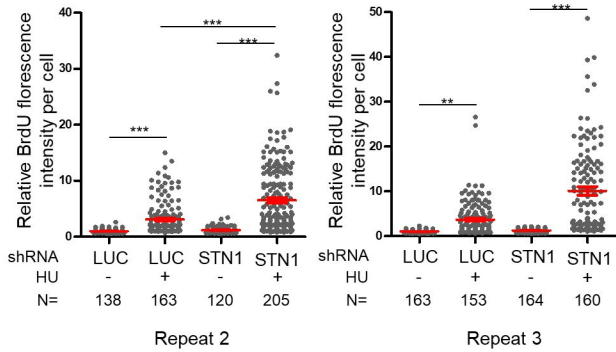 Relative BrdU florescence
intensity per cell
40
30
20
10
0
***
***
***
shRNA LUC LUC STN1 STN1
HU - + - +
N= 138 163 120 205
Repeat 2
Relative BrdU florescence
intensity per cell
50
40
30
20
10
0
**
***
shRNA LUC LUC STN1 STN1
HU - + - +
N= 163 153 164 160
Repeat 3